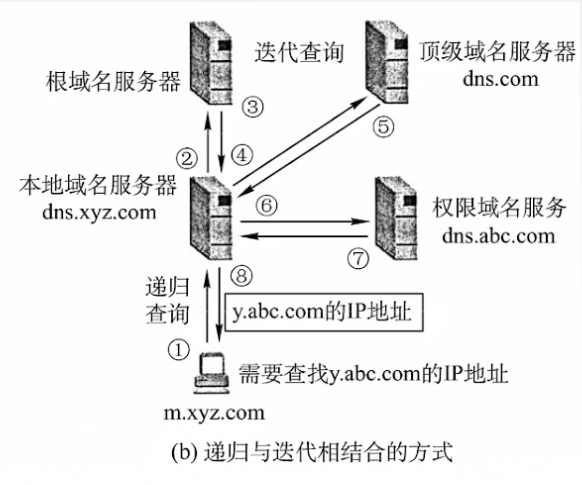 根域名服务器
迭代查询
顶级域名服务器
dns.com
③
⑤
②
④
本地域名服务器
dns.xyz.com
⑥
权限域名服务
dns.abc.com
⑦
⑧
递归
查询
y.abc.com的IP地址
①
需要查找y.abc.com的IP地址
m.xyz.com
(b) 递归与迭代相结合的方式